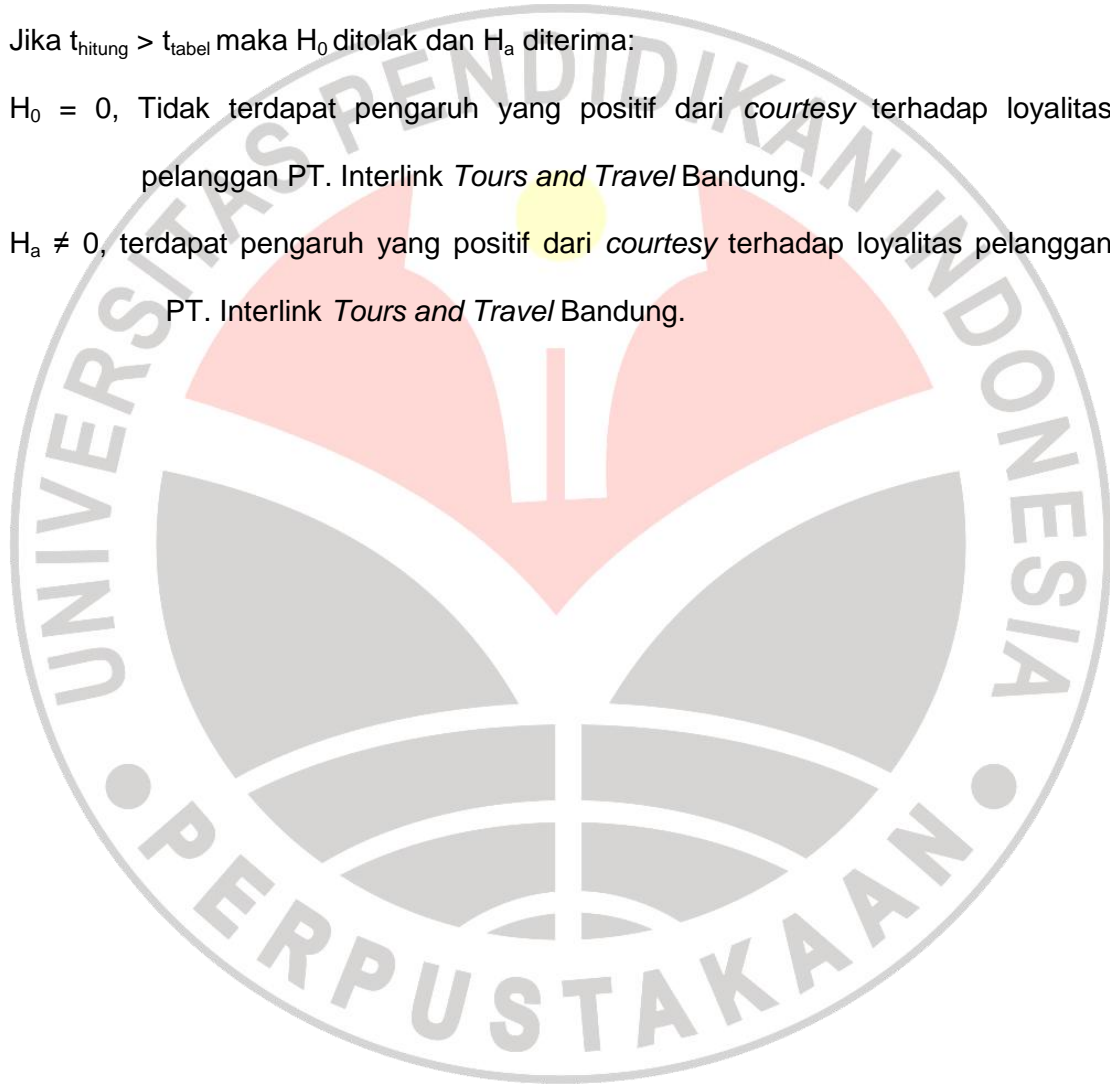 Jika t_hitung > t_tabel maka H₀ ditolak dan Hₐ diterima:
H₀ = 0, Tidak terdapat pengaruh yang positif dari courtesy terhadap loyalitas
pelanggan PT. Interlink Tours and Travel Bandung.
Hₐ ≠ 0, terdapat pengaruh yang positif dari courtesy terhadap loyalitas pelanggan
PT. Interlink Tours and Travel Bandung.
UNIVERSITAS PENDIDIKAN INDONESIA
PERPUSTAKAAN